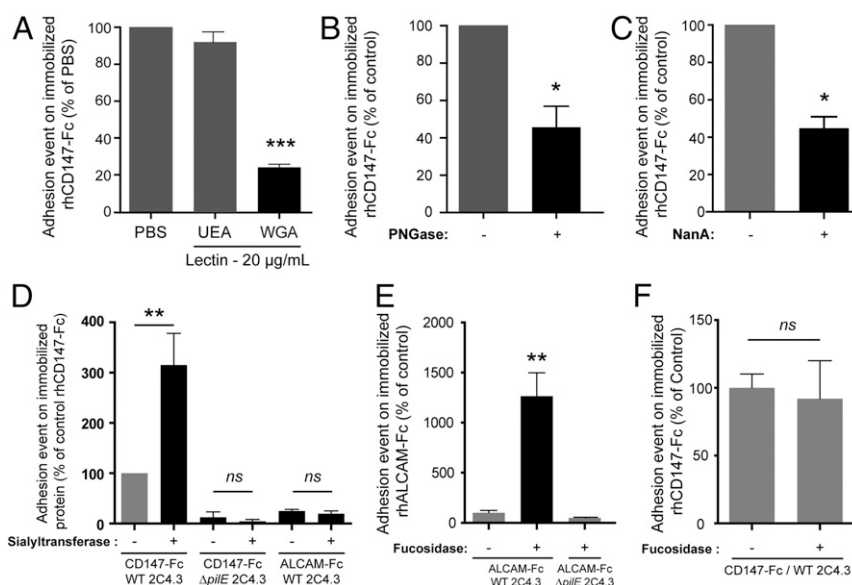 A
Adhesion event on immobilized
rhCD147-Fc (% of PBS)
100
80
60
40
20
0
***
PBS
UEA
WGA
Lectin - 20 µg/mL
B
Adhesion event on immobilized
rhCD147-Fc (% of control)
100
80
60
40
20
0
*
PNGase:
-
+
C
Adhesion event on immobilized
rhCD147-Fc (% of control)
100
80
60
40
20
0
*
NanA:
-
+
D
Adhesion event on immobilized
protein (% of control rhCD147-Fc)
400
300
200
100
0
**
ns
ns
Sialyltransferase :
- + - + - +
CD147-Fc
WT 2C4.3
CD147-Fc
ΔpilE 2C4.3
ALCAM-Fc
WT 2C4.3
E
Adhesion event on immobilized
rhALCAM-Fc (% of control)
2000
1500
1000
500
0
**
Fucosidase:
- + +
ALCAM-Fc
WT 2C4.3
ALCAM-Fc
ΔpilE 2C4.3
F
Adhesion event on immobilized
rhCD147-Fc (% of Control)
150
100
50
0
ns
Fucosidase :
- +
CD147-Fc / WT 2C4.3